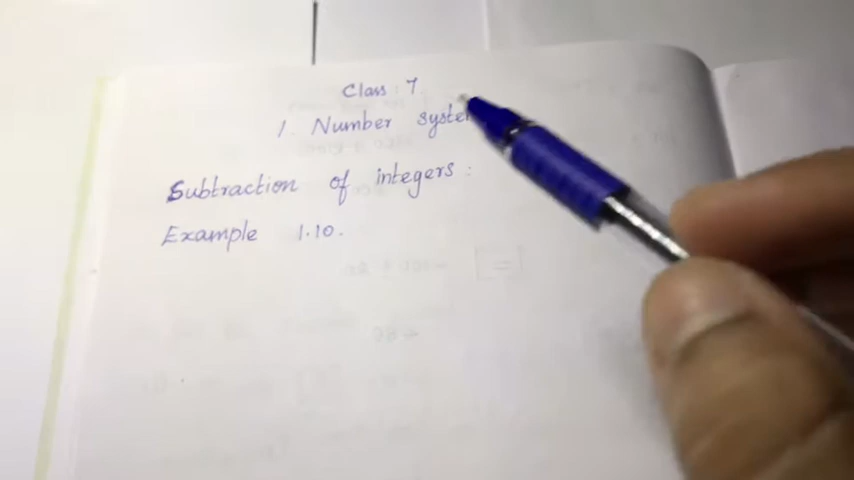 Class 7
1. Number system
Subtraction of integers :
Example 1.10.